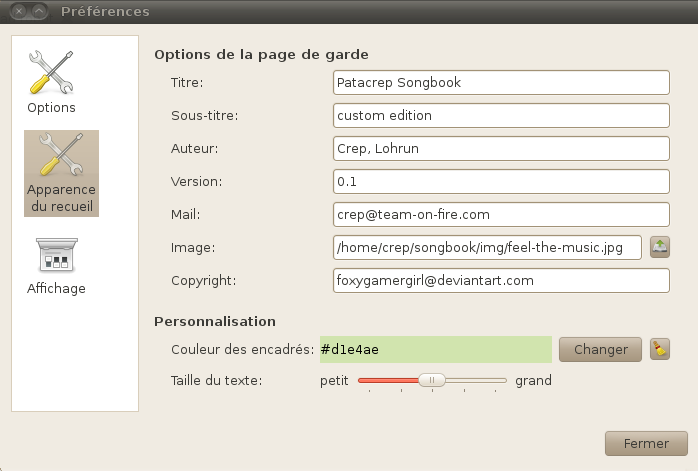 Préférences
Options
Apparence
du recueil
Affichage
Options de la page de garde
Titre: Patacrep Songbook
Sous-titre: custom edition
Auteur: Crep, Lohrun
Version: 0.1
Mail: crep@team-on-fire.com
Image: /home/crep/songbook/img/feel-the-music.jpg
Copyright: foxygamergirl@deviantart.com
Personnalisation
Couleur des encadrés: #d1e4ae Changer
Taille du texte: petit grand
Fermer